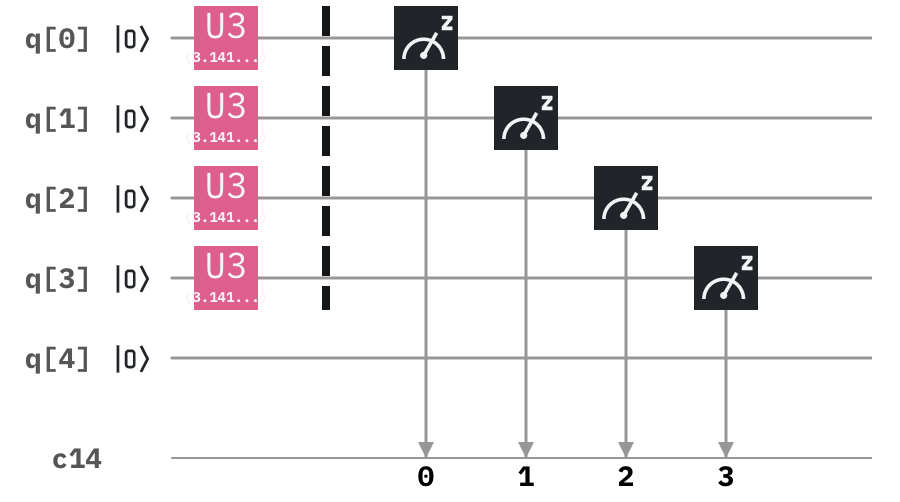 q[0] |0⟩ U3 z
(3.141...)
q[1] |0⟩ U3 z
(3.141...)
q[2] |0⟩ U3 z
(3.141...)
q[3] |0⟩ U3 z
(3.141...)
q[4] |0⟩
c14
0 1 2 3